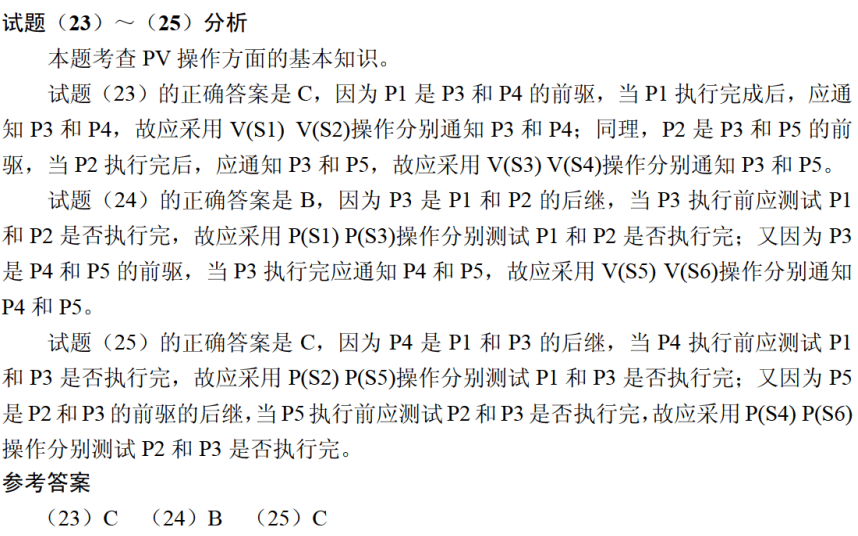 试题（23）～（25）分析
本题考查 PV 操作方面的基本知识。
试题（23）的正确答案是 C，因为 P1 是 P3 和 P4 的前驱，当 P1 执行完成后，应通
知 P3 和 P4，故应采用 V(S1) V(S2)操作分别通知 P3 和 P4；同理，P2 是 P3 和 P5 的前
驱，当 P2 执行完后，应通知 P3 和 P5，故应采用 V(S3) V(S4)操作分别通知 P3 和 P5。
试题（24）的正确答案是 B，因为 P3 是 P1 和 P2 的后继，当 P3 执行前应测试 P1
和 P2 是否执行完，故应采用 P(S1) P(S3)操作分别测试 P1 和 P2 是否执行完；又因为 P3
是 P4 和 P5 的前驱，当 P3 执行完应通知 P4 和 P5，故应采用 V(S5) V(S6)操作分别通知
P4 和 P5。
试题（25）的正确答案是 C，因为 P4 是 P1 和 P3 的后继，当 P4 执行前应测试 P1
和 P3 是否执行完，故应采用 P(S2) P(S5)操作分别测试 P1 和 P3 是否执行完；又因为 P5
是 P2 和 P3 的前驱的后继，当 P5 执行前应测试 P2 和 P3 是否执行完，故应采用 P(S4) P(S6)
操作分别测试 P2 和 P3 是否执行完。
参考答案
（23）C （24）B （25）C